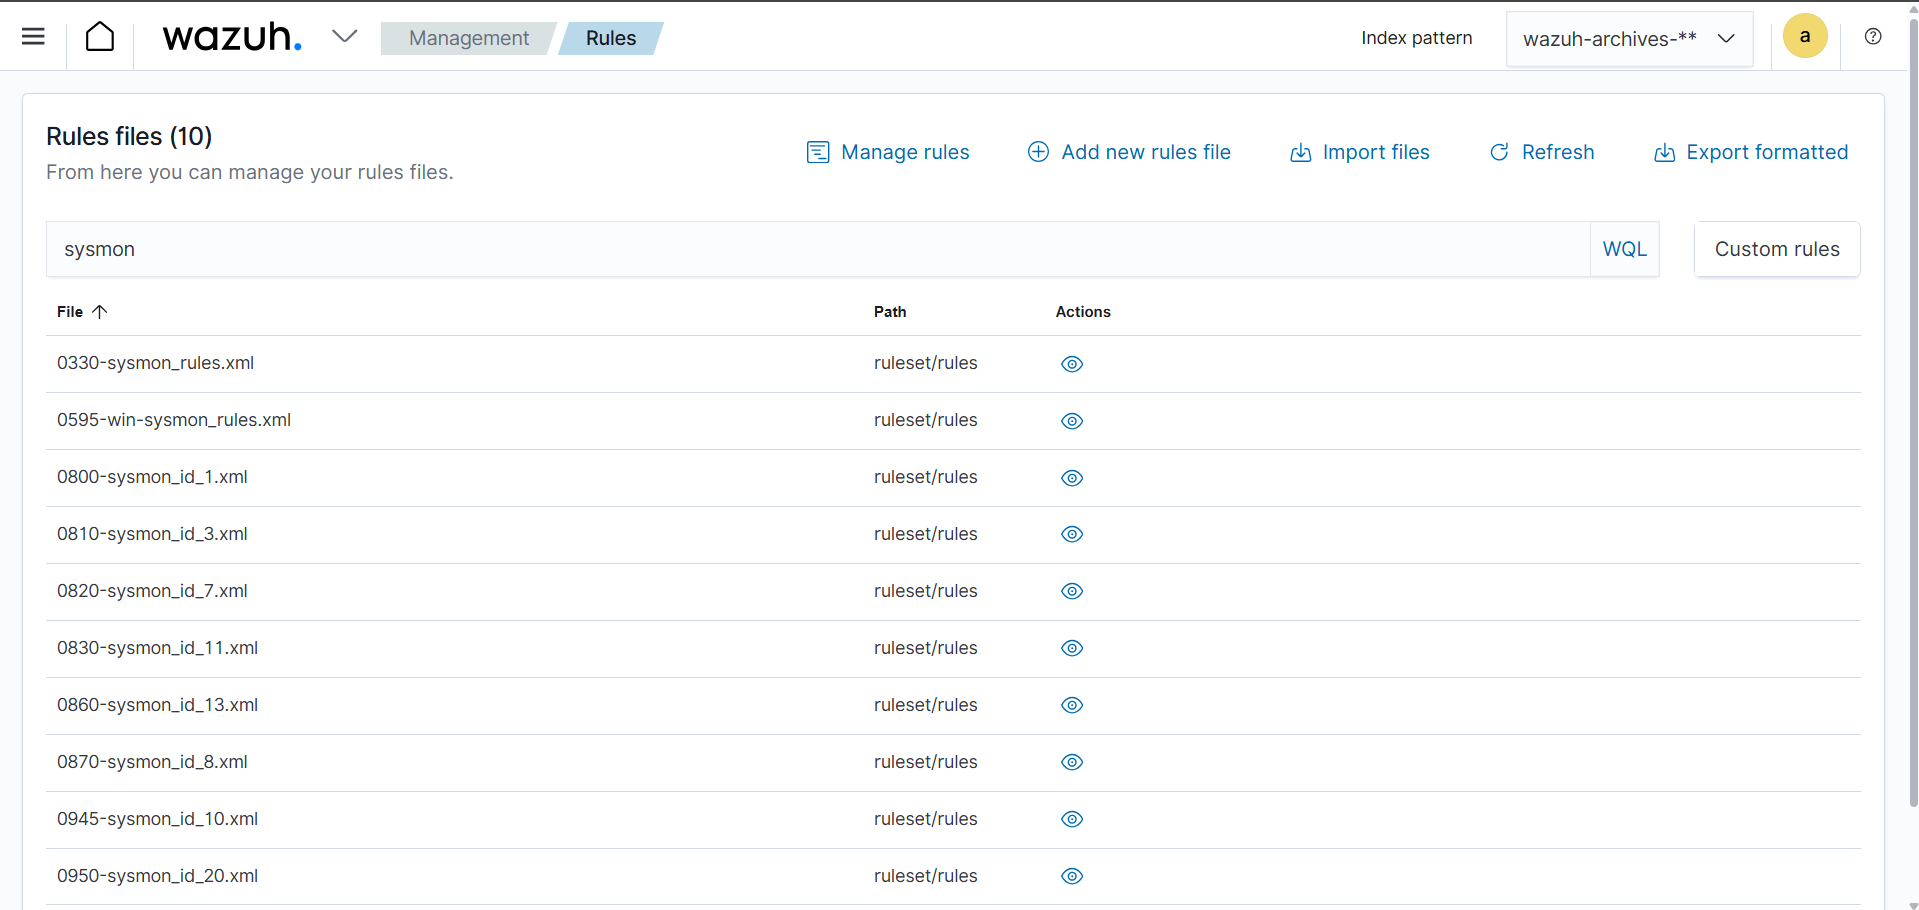 wazuh. Management Rules Index pattern wazuh-archives-** a
Rules files (10)
From here you can manage your rules files.
Manage rules Add new rules file Import files Refresh Export formatted
sysmon WQL Custom rules
File Path Actions
0330-sysmon_rules.xml ruleset/rules
0595-win-sysmon_rules.xml ruleset/rules
0800-sysmon_id_1.xml ruleset/rules
0810-sysmon_id_3.xml ruleset/rules
0820-sysmon_id_7.xml ruleset/rules
0830-sysmon_id_11.xml ruleset/rules
0860-sysmon_id_13.xml ruleset/rules
0870-sysmon_id_8.xml ruleset/rules
0945-sysmon_id_10.xml ruleset/rules
0950-sysmon_id_20.xml ruleset/rules